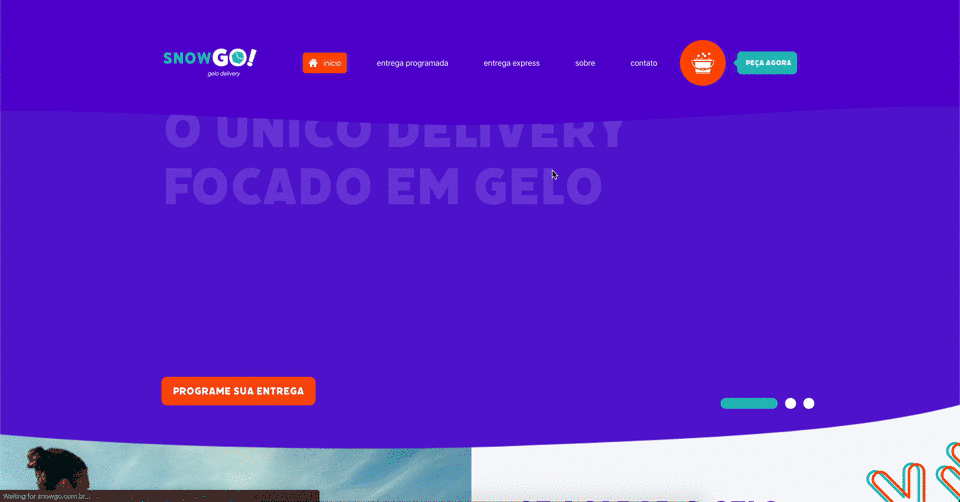 SNOWGO!
gelo delivery
início
entrega programada
entrega express
sobre
contato
PEÇA AGORA
O ÚNICO DELIVERY
FOCADO EM GELO
PROGRAME SUA ENTREGA
Waiting for snowgo.com.br...